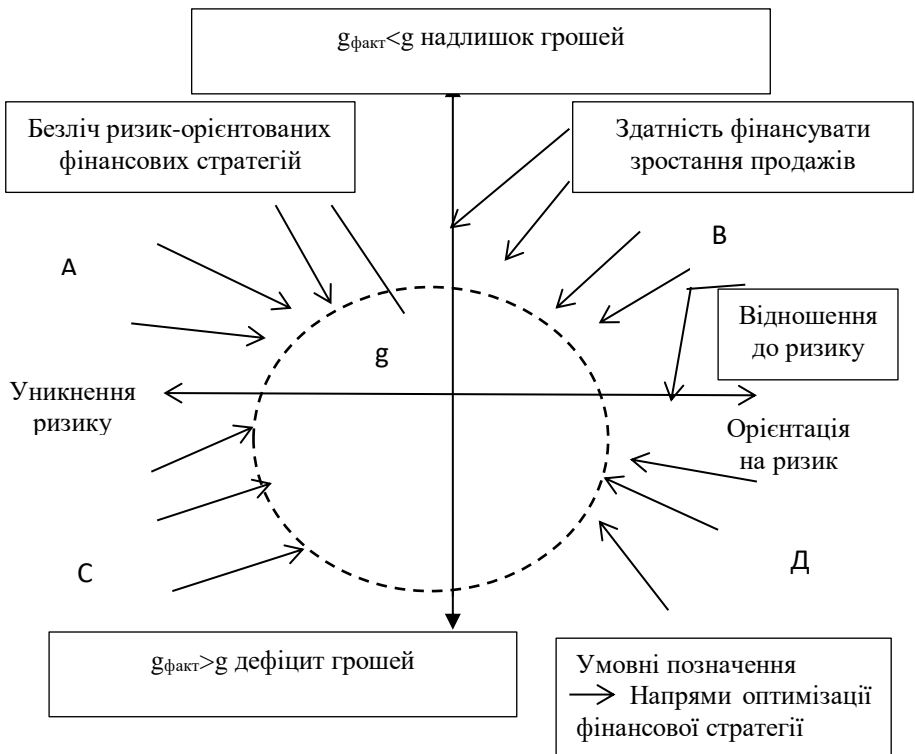 gфакт<g надлишок грошей
Безліч ризик-орієнтованих
фінансових стратегій
Здатність фінансувати
зростання продажів
А
В
Відношення
до ризику
g
Уникнення
ризику
Орієнтація
на ризик
С
Д
gфакт>g дефіцит грошей
Умовні позначення
Напрями оптимізації
фінансової стратегії